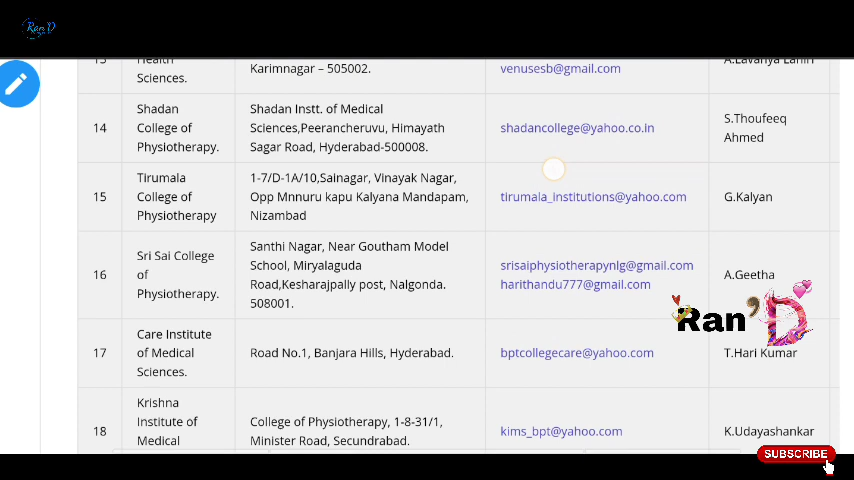 Ran'D
Health
Sciences.
Karimnagar – 505002.
venusesb@gmail.com
14
Shadan
College of
Physiotherapy.
Shadan Instt. of Medical
Sciences,Peerancheruvu, Himayath
Sagar Road, Hyderabad-500008.
shadancollege@yahoo.co.in
S.Thoufeeq
Ahmed
15
Tirumala
College of
Physiotherapy
1-7/D-1A/10,Sainagar, Vinayak Nagar,
Opp Mnnuru kapu Kalyana Mandapam,
Nizambad
tirumala_institutions@yahoo.com
G.Kalyan
16
Sri Sai College
of
Physiotherapy.
Santhi Nagar, Near Goutham Model
School, Miryalaguda
Road,Kesharajpally post, Nalgonda.
508001.
srisaiphysiotherapynlg@gmail.com
harithandu777@gmail.com
A.Geetha
Ran'D
17
Care Institute
of Medical
Sciences.
Road No.1, Banjara Hills, Hyderabad.
bptcollegecare@yahoo.com
T.Hari Kumar
18
Krishna
Institute of
Medical
College of Physiotherapy, 1-8-31/1,
Minister Road, Secundrabad.
kims_bpt@yahoo.com
K.Udayashankar
SUBSCRIBE